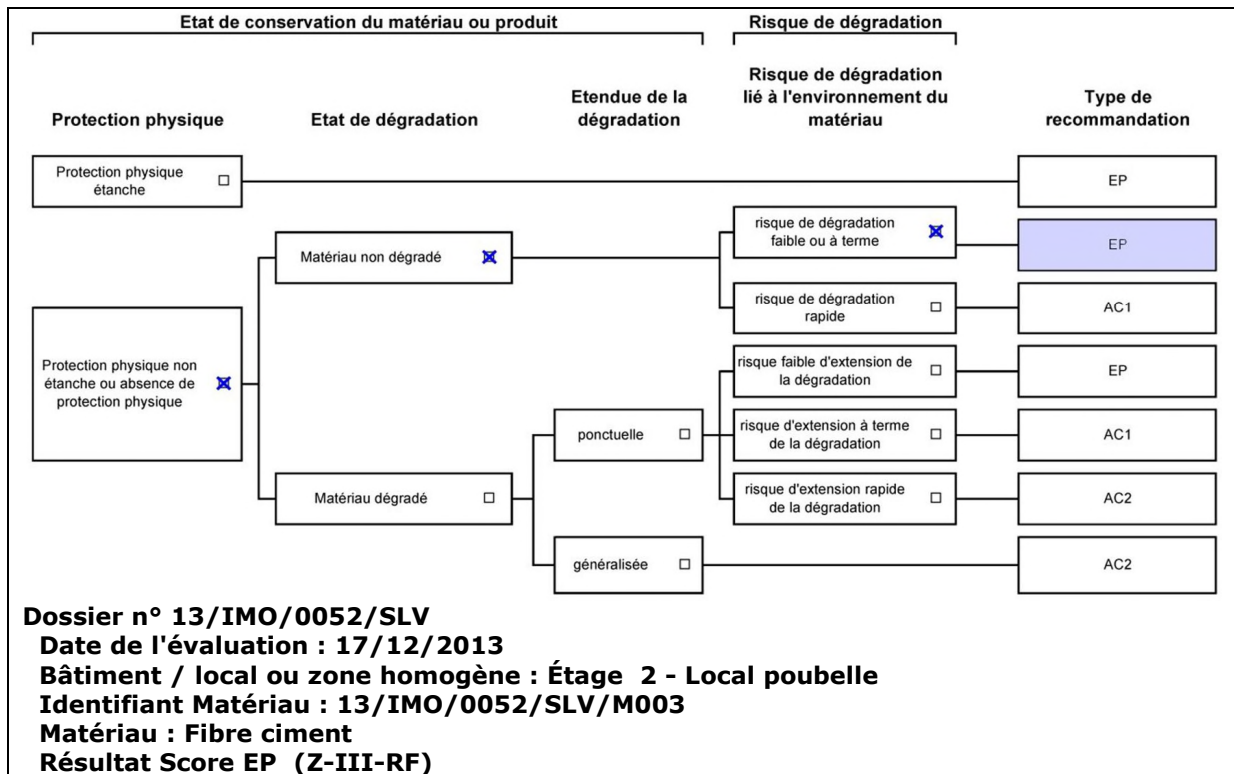 Etat de conservation du matériau ou produit
Risque de dégradation
Protection physique
Etat de dégradation
Etendue de la
dégradation
Risque de dégradation
lié à l'environnement du
matériau
Type de
recommandation
Protection physique
étanche
EP
risque de dégradation
faible ou à terme
EP
Matériau non dégradé
risque de dégradation
rapide
AC1
Protection physique non
étanche ou absence de
protection physique
risque faible d'extension de
la dégradation
EP
ponctuelle
risque d'extension à terme
de la dégradation
AC1
Matériau dégradé
risque d'extension rapide
de la dégradation
AC2
généralisée
AC2
Dossier n° 13/IMO/0052/SLV
Date de l'évaluation : 17/12/2013
Bâtiment / local ou zone homogène : Étage 2 - Local poubelle
Identifiant Matériau : 13/IMO/0052/SLV/M003
Matériau : Fibre ciment
Résultat Score EP (Z-III-RF)